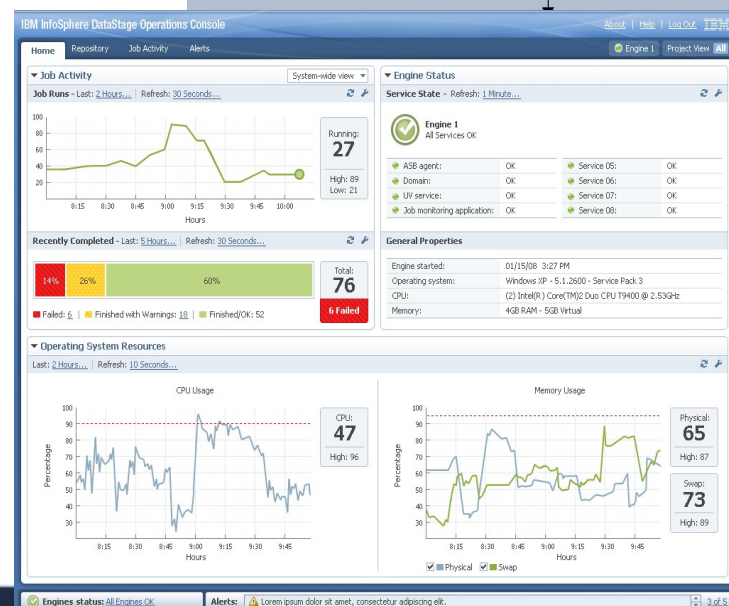 IBM InfoSphere DataStage Operations Console
About | Help | Log Out IBM
Home Repository Job Activity Alerts
Engine 1 Project View All
Job Activity
System-wide view
Job Runs - Last: 2 Hours... | Refresh: 30 Seconds...
100
80
60
40
20
8:15 8:30 8:45 9:00 9:15 9:30 9:45 10:00
Hours
Running:
27
High: 89
Low: 21
Recently Completed - Last: 5 Hours... | Refresh: 30 Seconds...
14% 26% 60%
Total:
76
6 Failed
Failed: 6 | Finished with Warnings: 18 | Finished/OK: 52
Engine Status
Service State - Refresh: 1 Minute...
Engine 1
All Services OK
ASB agent: OK Service 05: OK
Domain: OK Service 06: OK
UV service: OK Service 07: OK
Job monitoring application: OK Service 08: OK
General Properties
Engine started: 01/15/08 3:27 PM
Operating system: Windows XP - 5.1.2600 - Service Pack 3
CPU: (2) Intel(R) Core(TM)2 Duo CPU T9400 @ 2.53GHz
Memory: 4GB RAM - 5GB Virtual
Operating System Resources
Last: 2 Hours... | Refresh: 10 Seconds...
CPU Usage
Percentage
100
90
80
70
60
50
40
30
8:15 8:30 8:45 9:00 9:15 9:30 9:45
Hours
CPU:
47
High: 96
Memory Usage
Percentage
100
90
80
70
60
50
40
30
8:15 8:30 8:45 9:00 9:15 9:30 9:45
Hours
Physical Swap
Physical:
65
High: 87
Swap:
73
High: 89
Engines status: All Engines OK
Alerts: Lorem ipsum dolor sit amet, consectetur adipiscing elit.
3 of 5